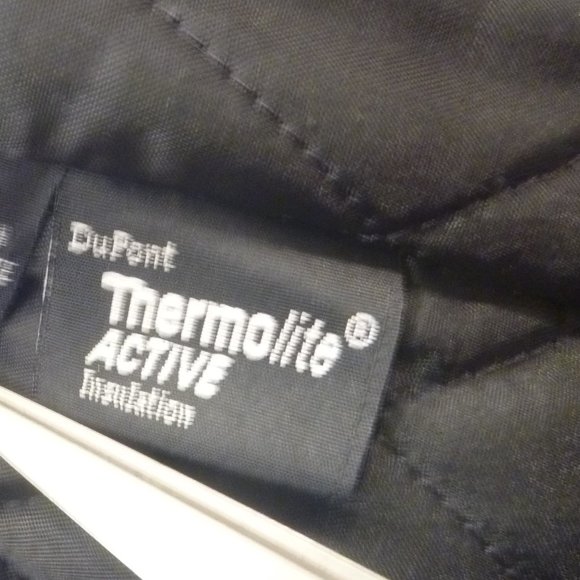 DuPont
Thermolite®
ACTIVE
Insulation